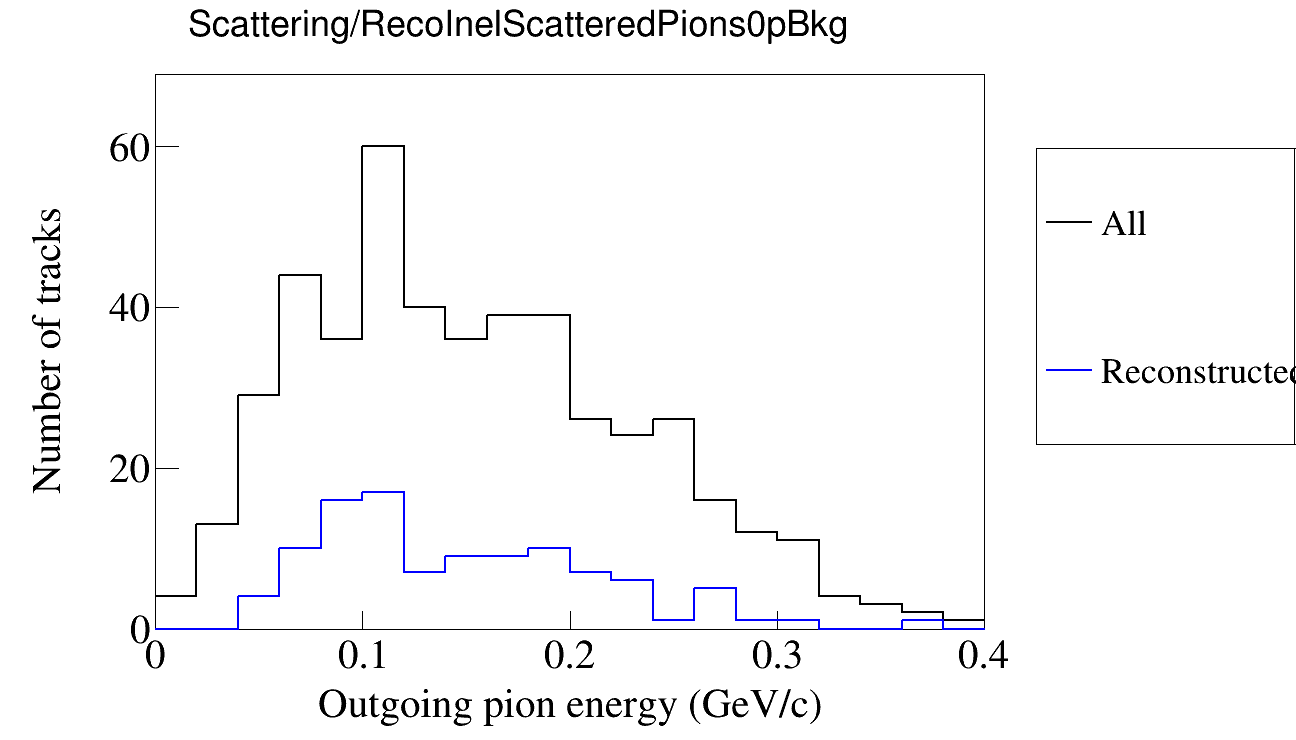 Scattering/RecoInelScatteredPions0pBkg
60
40
20
0
0 0.1 0.2 0.3 0.4
Number of tracks
Outgoing pion energy (GeV/c)
All
Reconstructed